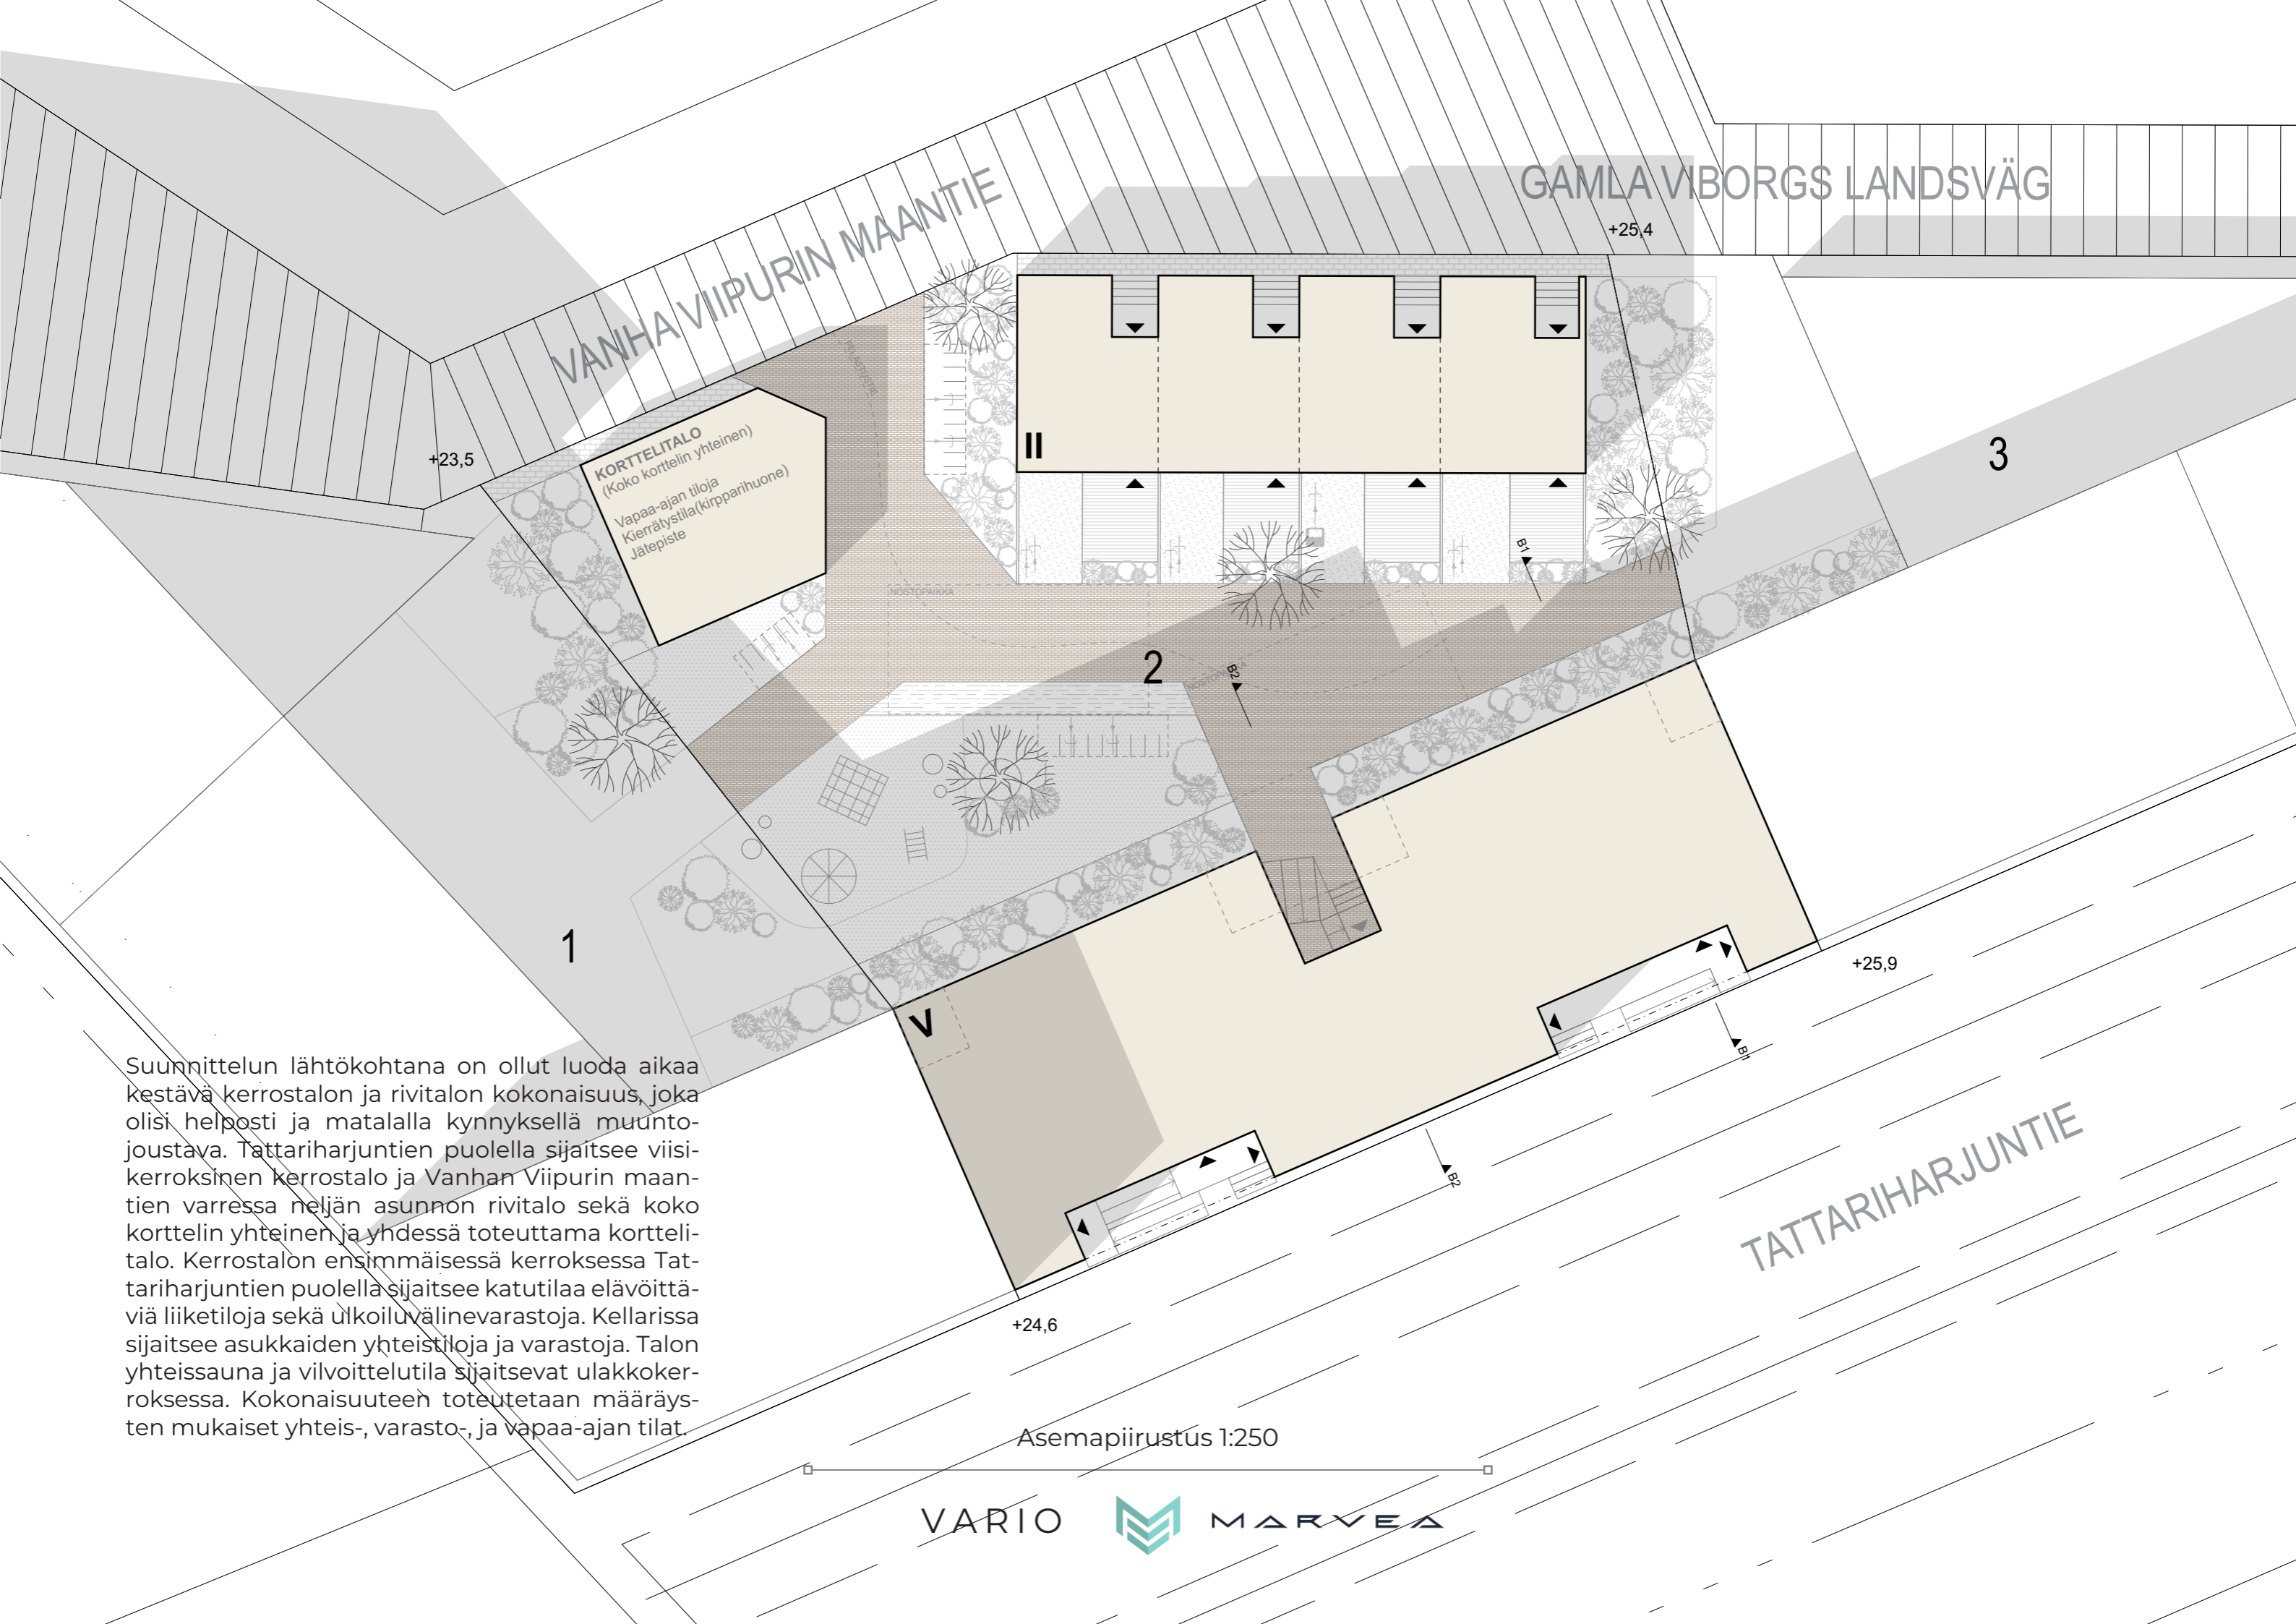 GAMLA VIBORGS LANDSVÄG
VANHA VIIPURIN MAANTIE
+25,4
+23,5
KORTTELITALO
(Koko korttelin yhteinen)
Vapaa-ajan tiloja
Kierrätystila(kirpparihuone)
Jätepiste
PELASTUSTIE
II
3
B1
NOSTOPAIKKA
2
B2
1
V
+25,9
B1
B2
+24,6
TATTARIHARJUNTIE
Suunnittelun lähtökohtana on ollut luoda aikaa
kestävä kerrostalon ja rivitalon kokonaisuus, joka
olisi helposti ja matalalla kynnyksellä muunto-
joustava. Tattariharjuntien puolella sijaitsee viisi-
kerroksinen kerrostalo ja Vanhan Viipurin maan-
tien varressa neljän asunnon rivitalo sekä koko
korttelin yhteinen ja yhdessä toteuttama kortteli-
talo. Kerrostalon ensimmäisessä kerroksessa Tat-
tariharjuntien puolella sijaitsee katutilaa elävöittä-
viä liiketiloja sekä ulkoiluvälinevarastoja. Kellarissa
sijaitsee asukkaiden yhteistiloja ja varastoja. Talon
yhteissauna ja vilvoittelutila sijaitsevat ulakkoker-
roksessa. Kokonaisuuteen toteutetaan määräys-
ten mukaiset yhteis-, varasto-, ja vapaa-ajan tilat.
Asemapiirustus 1:250
VARIO
MARVEA